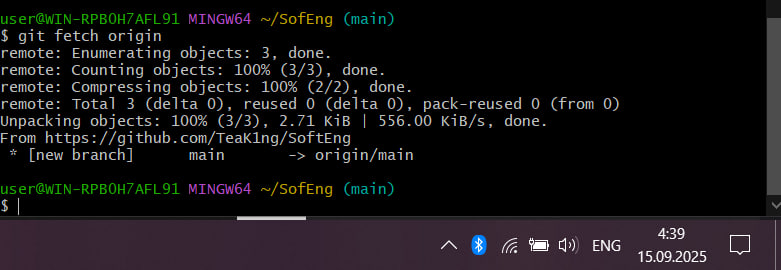 user@WIN-RPB0H7AFL91 MINGW64 ~/SofEng (main)
$ git fetch origin
remote: Enumerating objects: 3, done.
remote: Counting objects: 100% (3/3), done.
remote: Compressing objects: 100% (2/2), done.
remote: Total 3 (delta 0), reused 0 (delta 0), pack-reused 0 (from 0)
Unpacking objects: 100% (3/3), 2.71 KiB | 556.00 KiB/s, done.
From https://github.com/TeaK1ng/SoftEng
 * [new branch]      main       -> origin/main
user@WIN-RPB0H7AFL91 MINGW64 ~/SofEng (main)
$
ENG
4:39
15.09.2025